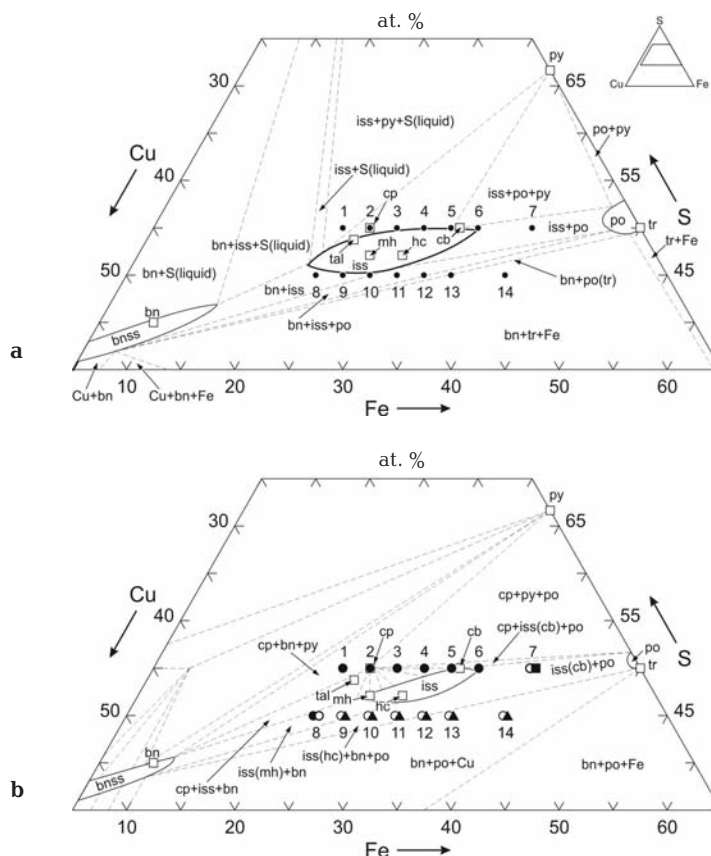 at. %
S
Cu
Fe
py
30
65
Cu
iss+py+S(liquid)
po+py
40
iss+S(liquid)
cp
55
S
iss+po+py
1 2 3 4 5 6 7
iss+po
po
tr
bn+iss+S(liquid)
tal
mh
hc
cb
iss
tr+Fe
bn+S(liquid)
50
45
bn+iss
bn+po(tr)
8 9 10 11 12 13 14
bn
bn+iss+po
bnss
bn+tr+Fe
a
Cu+bn
Cu+bn+Fe
10 20 30 40 50 60
Fe
at. %
py
30
65
Cu
cp+py+po
40
55
S
cp+iss(cb)+po
1 2 cp 3 4 5 cb 6 7
cp+bn+py
po
iss(cb)+po
tr
tal
mh
iss
hc
50
45
8 9 10 11 12 13 14
bn
iss(hc)+bn+po
iss(mh)+bn
bn+po+Cu
bn+po+Fe
bnss
cp+iss+bn
b
10 20 30 40 50 60
Fe